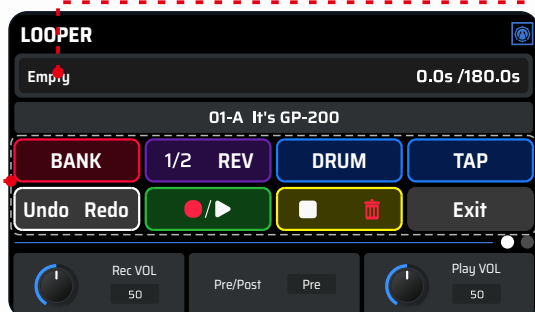 LOOPER
Empty 0.0s /180.0s
01-A It's GP-200
BANK 1/2 REV DRUM TAP
Undo Redo / Exit
Rec VOL Play VOL
Pre/Post Pre
50 50